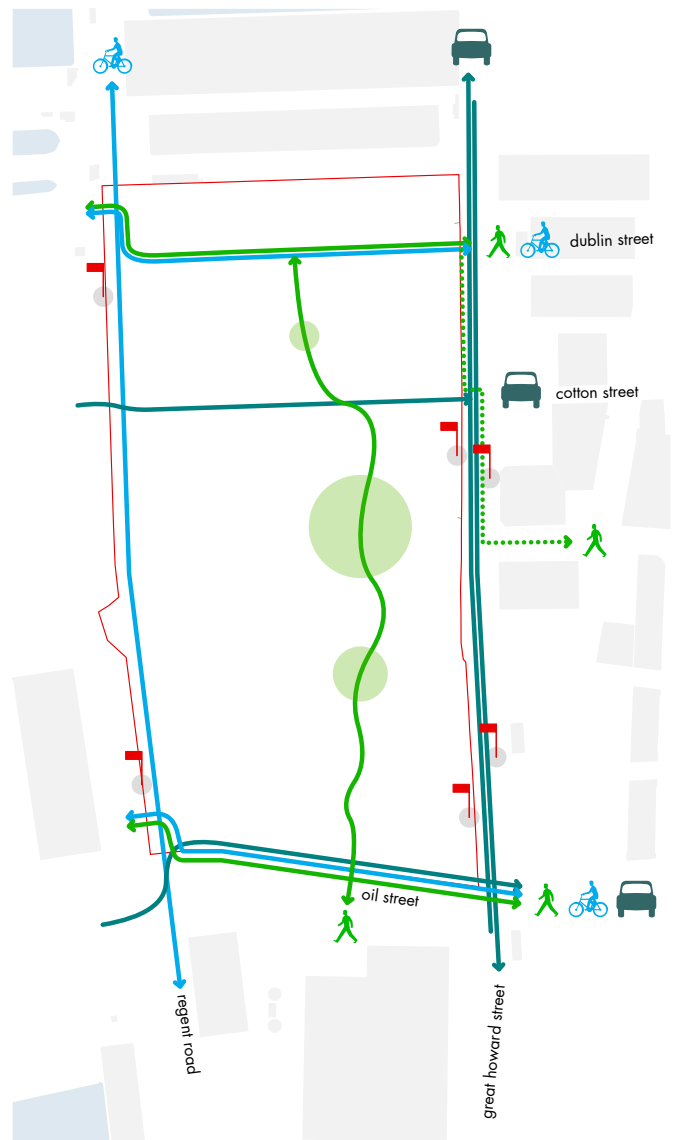 dublin street
cotton street
oil street
regent road
great howard street